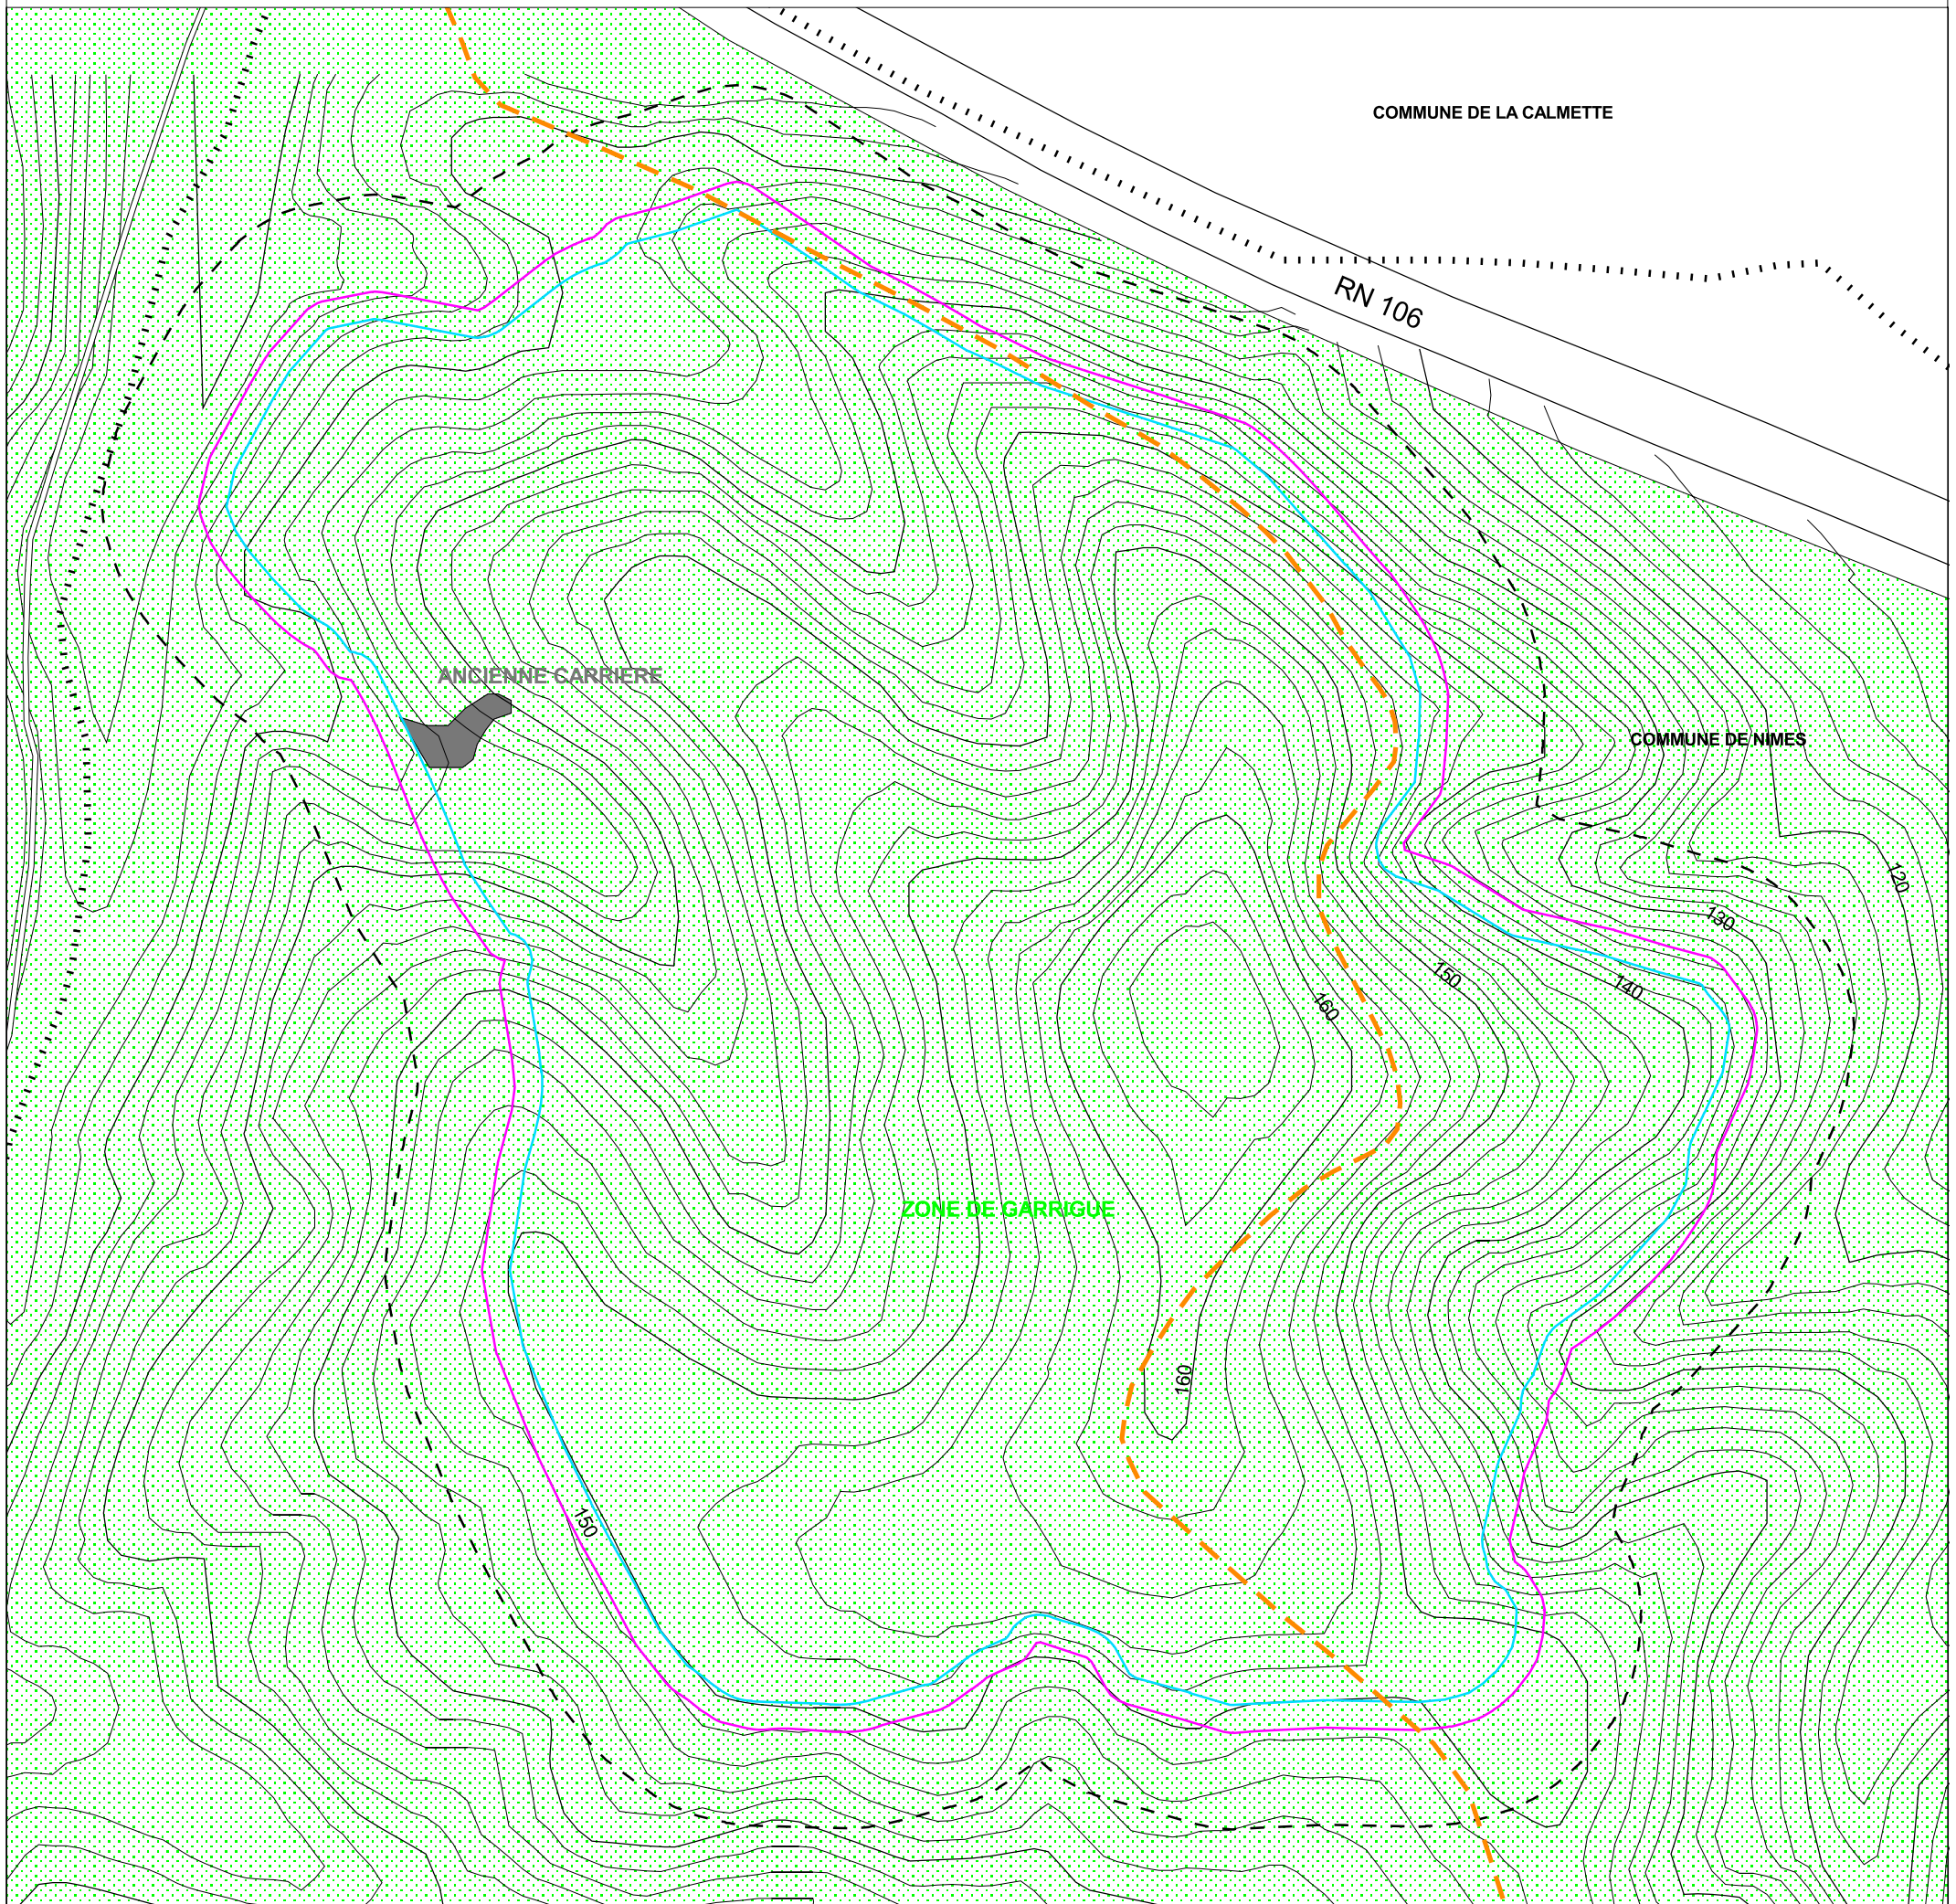 COMMUNE DE LA CALMETTE
RN 106
ANCIENNE CARRIERE
COMMUNE DE NIMES
120
130
150
140
160
ZONE DE GARRIGUE
160
150